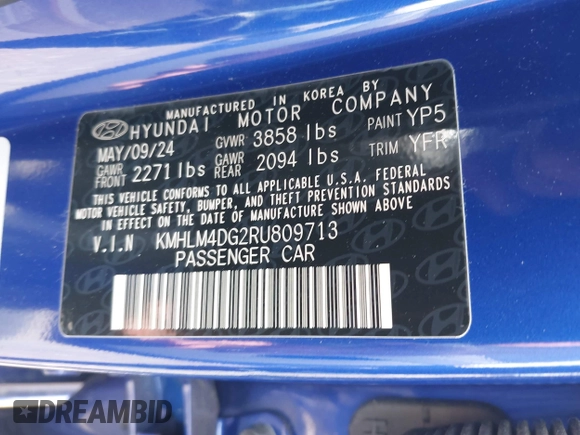 MANUFACTURED IN KOREA BY
HYUNDAI MOTOR COMPANY
MAY/09/24 GVWR 3858 lbs PAINT YP5
GAWR FRONT 2271 lbs GAWR REAR 2094 lbs TRIM YFR
THIS VEHICLE CONFORMS TO ALL APPLICABLE U.S.A. FEDERAL
MOTOR VEHICLE SAFETY, BUMPER, AND THEFT PREVENTION STANDARDS
IN EFFECT ON THE DATE OF MANUFACTURE SHOWN ABOVE.
V.I.N KMHLM4DG2RU809713
PASSENGER CAR
DREAMBID